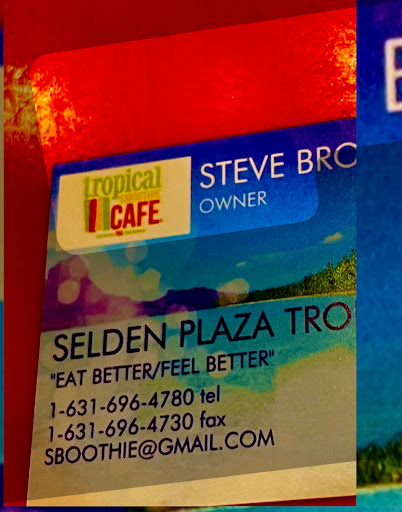 tropical
SMOOTHIE
CAFE
STEVE BRO
OWNER
SELDEN PLAZA TRO
"EAT BETTER/FEEL BETTER"
1-631-696-4780 tel
1-631-696-4730 fax
SBOOTHIE@GMAIL.COM